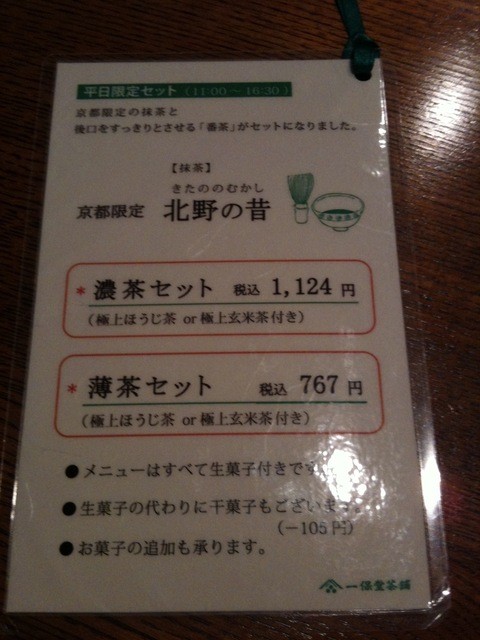 平日限定セット（11:00～16:30）
京都限定の抹茶と
後口をすっきりとさせる「番茶」がセットになりました。
【抹茶】
きたののむかし
京都限定 北野の昔
*濃茶セット 税込 1,124 円
（極上ほうじ茶 or 極上玄米茶付き）
*薄茶セット 税込 767 円
（極上ほうじ茶 or 極上玄米茶付き）
●メニューはすべて生菓子付きです
●生菓子の代わりに干菓子もございます。
（－105円）
●お菓子の追加も承ります。
一保堂茶舗